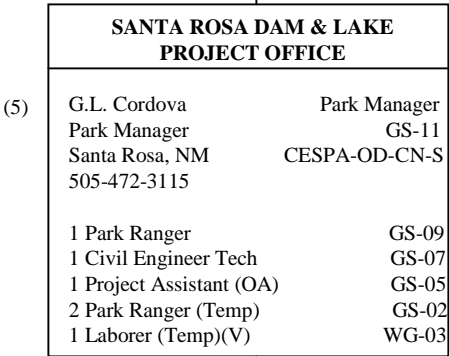 SANTA ROSA DAM & LAKE
PROJECT OFFICE
(5) G.L. Cordova Park Manager
Park Manager GS-11
Santa Rosa, NM CESPA-OD-CN-S
505-472-3115
1 Park Ranger GS-09
1 Civil Engineer Tech GS-07
1 Project Assistant (OA) GS-05
2 Park Ranger (Temp) GS-02
1 Laborer (Temp)(V) WG-03